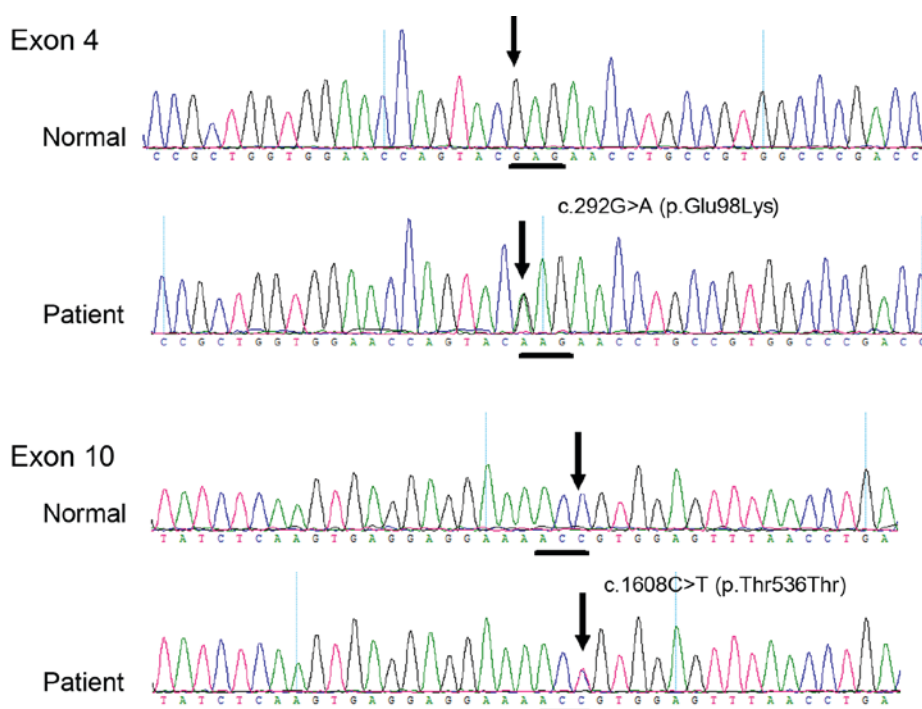 Exon 4
Normal
CCGCTGGTGGAACCAGTACGAGAACCTGCCGTGGCCCGACC
c.292G>A (p.Glu98Lys)
Patient
CCGCTGGTGGAACCAGTACAAGAACCTGCCGTGGCCCGACC
Exon 10
Normal
TATCTCAAGTGAGGAGGAAAACCGTGGAGTTTAACCTGA
c.1608C>T (p.Thr536Thr)
Patient
TATCTCAAGTGAGGAGGAAAACCGTGGAGTTTAACCTGA